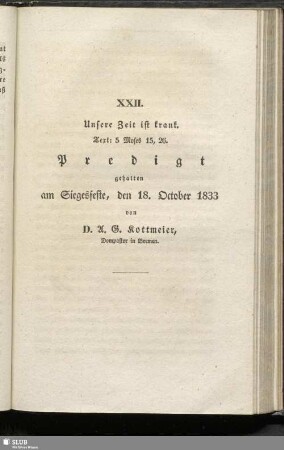 XXII.
Unsere Zeit ist krank.
Text: 5 Moses 15, 26.
Predigt
gehalten
am Siegesfeste, den 18. October 1833
von
D. A. G. Kottmeier,
Domprediger in Bremen.
SLUB